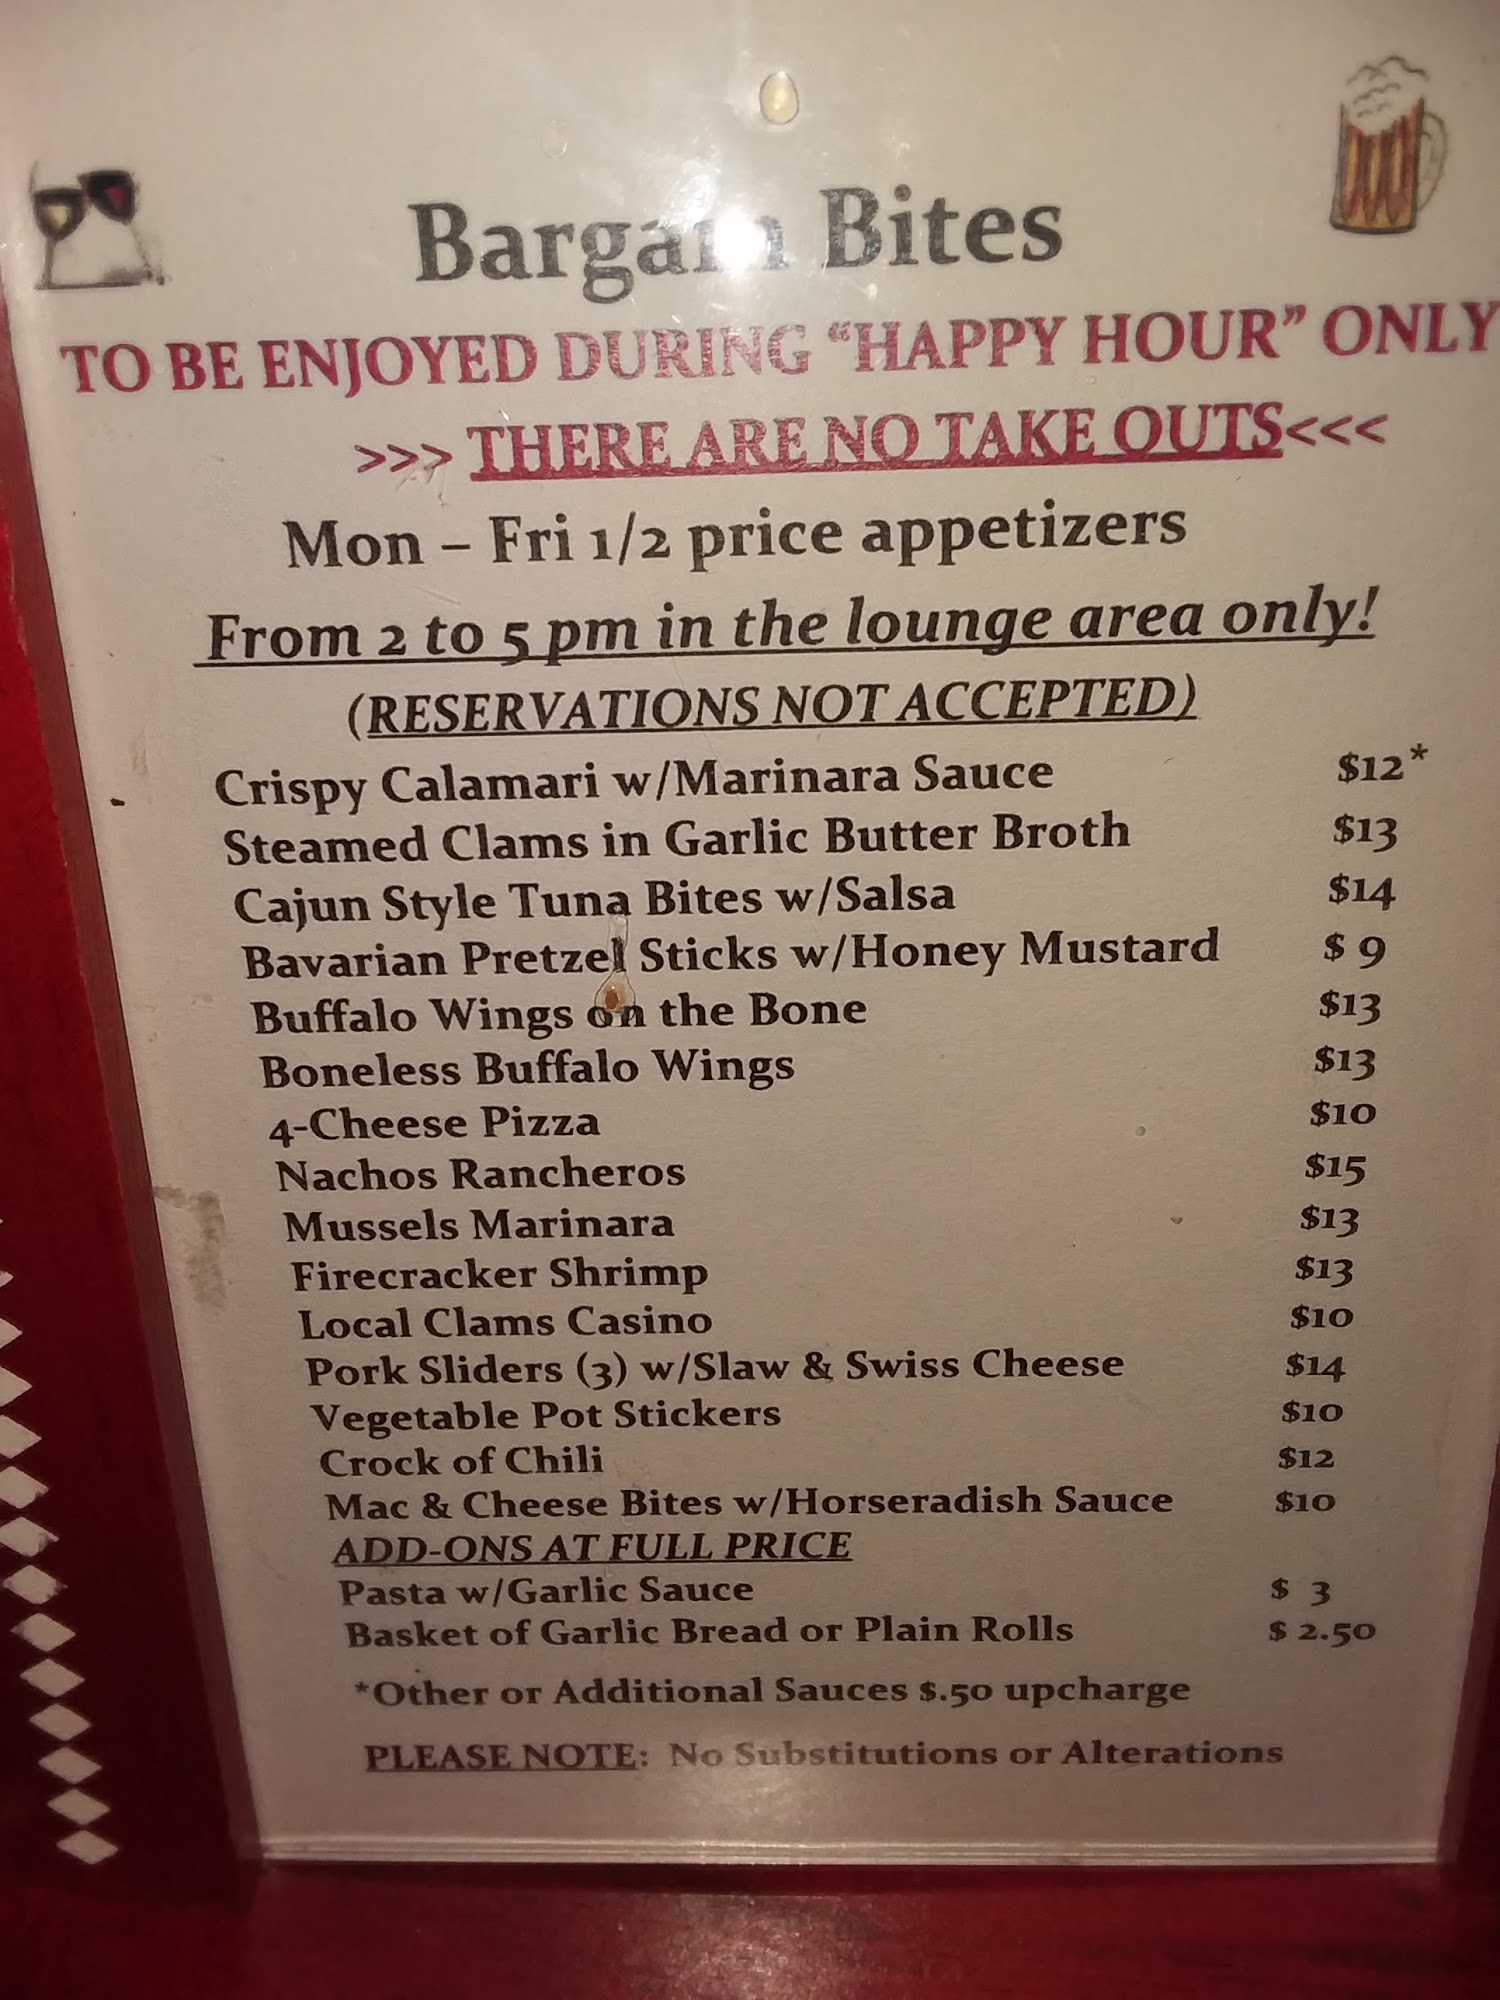 Bargain Bites
TO BE ENJOYED DURING “HAPPY HOUR” ONLY
>>> THERE ARE NO TAKE OUTS<<<
Mon – Fri 1/2 price appetizers
From 2 to 5 pm in the lounge area only!
(RESERVATIONS NOT ACCEPTED)
Crispy Calamari w/Marinara Sauce $12*
Steamed Clams in Garlic Butter Broth $13
Cajun Style Tuna Bites w/Salsa $14
Bavarian Pretzel Sticks w/Honey Mustard $ 9
Buffalo Wings on the Bone $13
Boneless Buffalo Wings $13
4-Cheese Pizza $10
Nachos Rancheros $15
Mussels Marinara $13
Firecracker Shrimp $13
Local Clams Casino $10
Pork Sliders (3) w/Slaw & Swiss Cheese $14
Vegetable Pot Stickers $10
Crock of Chili $12
Mac & Cheese Bites w/Horseradish Sauce $10
ADD-ONS AT FULL PRICE
Pasta w/Garlic Sauce $ 3
Basket of Garlic Bread or Plain Rolls $ 2.50
*Other or Additional Sauces $.50 upcharge
PLEASE NOTE: No Substitutions or Alterations